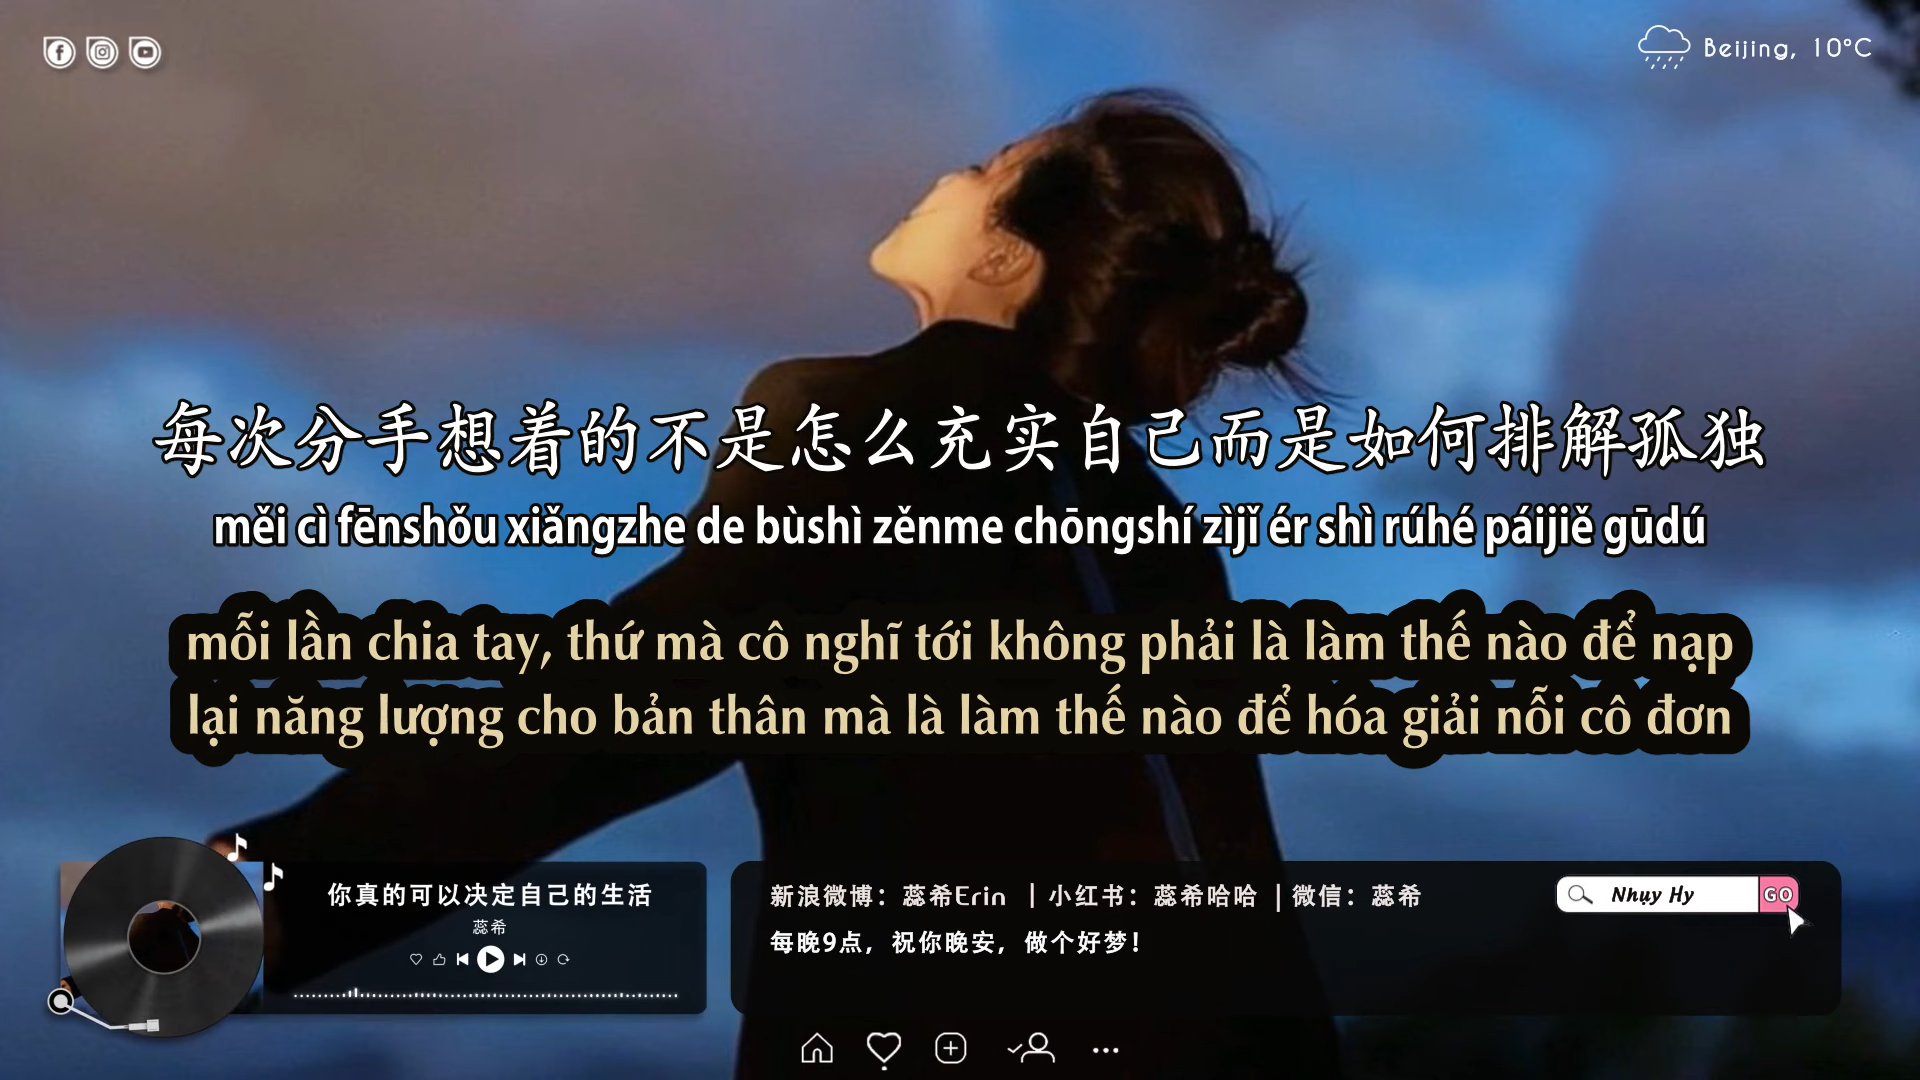 Beijing, 10°C
每次分手想着的不是怎么充实自己而是如何排解孤独
měi cì fēnshǒu xiǎngzhe de bùshì zěnme chōngshí zìjǐ ér shì rúhé páijiě gūdú
mỗi lần chia tay, thứ mà cô nghĩ tới không phải là làm thế nào để nạp
lại năng lượng cho bản thân mà là làm thế nào để hóa giải nỗi cô đơn
你真的可以决定自己的生活
蕊希
新浪微博：蕊希Erin ｜小红书：蕊希哈哈 ｜微信：蕊希
每晚9点，祝你晚安，做个好梦！
Nhụy Hy
GO